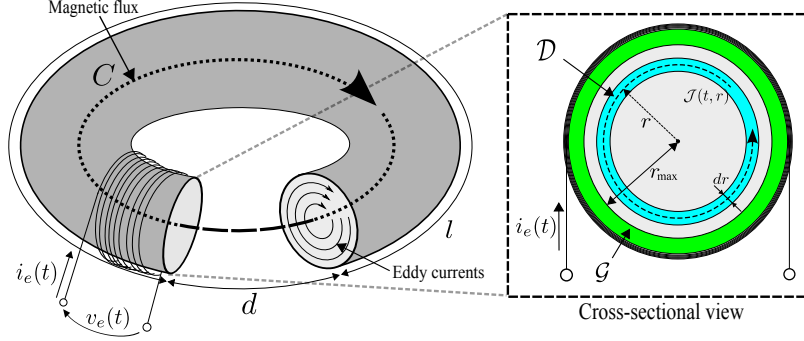 Magnetic flux
C
i_e(t)
v_e(t)
d
l
Eddy currents
𝒟
𝒥(t, r)
r
r_max
dr
i_e(t)
𝒢
Cross-sectional view